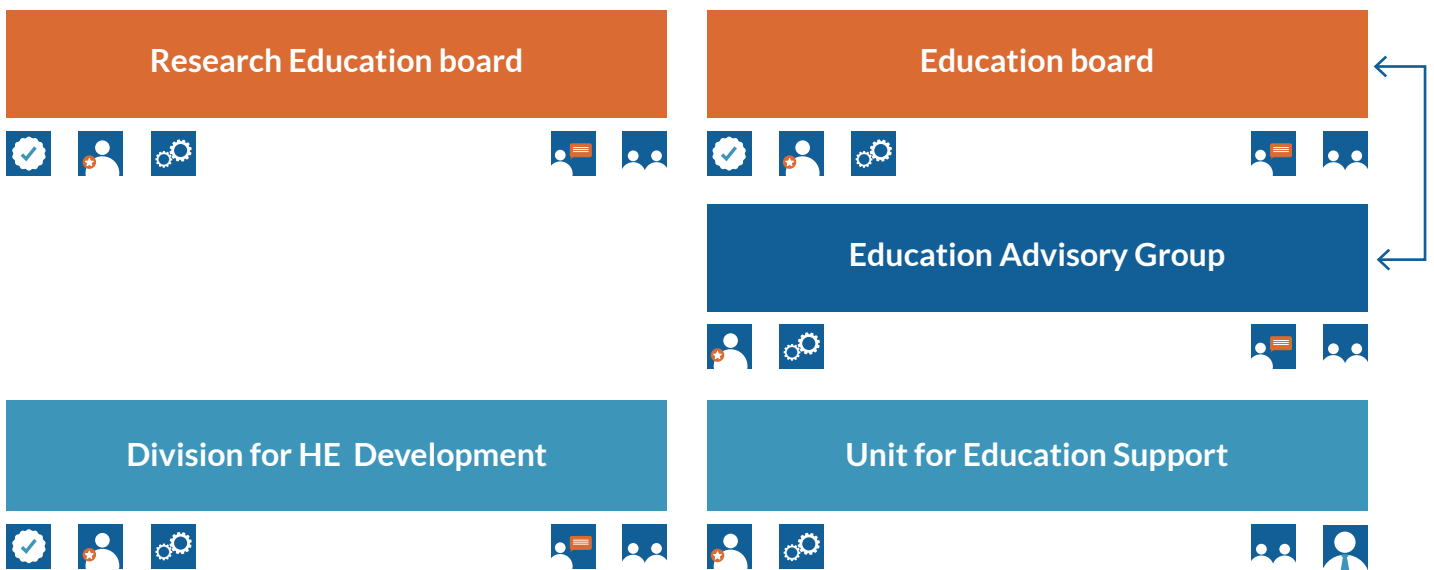 Research Education board
Education board
Education Advisory Group
Division for HE  Development
Unit for Education Support